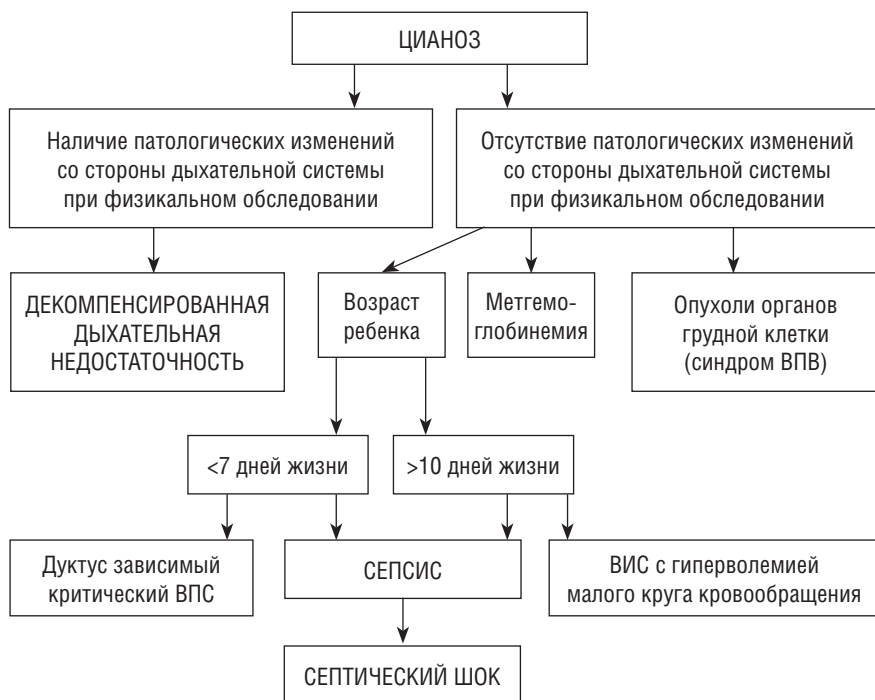 ЦИАНОЗ
Наличие патологических изменений
со стороны дыхательной системы
при физикальном обследовании
Отсутствие патологических изменений
со стороны дыхательной системы
при физикальном обследовании
ДЕКОМПЕНСИРОВАННАЯ
ДЫХАТЕЛЬНАЯ
НЕДОСТАТОЧНОСТЬ
Возраст
ребенка
Метгемо-
глобинемия
Опухоли органов
грудной клетки
(синдром ВПВ)
<7 дней жизни
>10 дней жизни
Дуктус зависимый
критический ВПС
СЕПСИС
ВИС с гиперволемией
малого круга кровообращения
СЕПТИЧЕСКИЙ ШОК